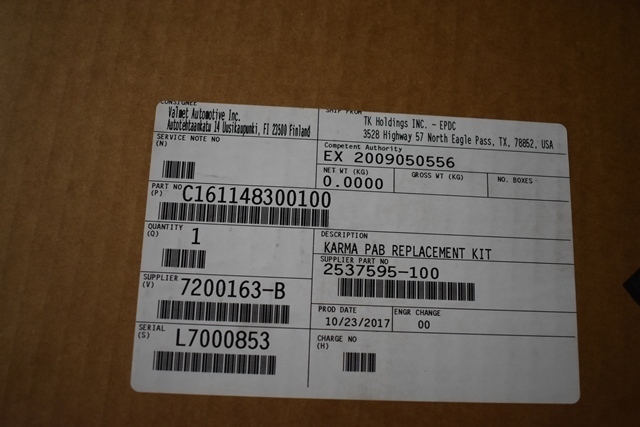 CONSIGNEE
Valmet Automotive Inc.
Autotehtaankatu 14 Uusikaupunki, FI 23500 Finland
SHIP FROM
TK Holdings INC. - EPDC
3528 Highway 57 North Eagle Pass, TX, 78852, USA
SERVICE NOTE NO
(N)
Competent Authority
EX 2009050556
NET WT (KG)
0.0000
GROSS WT (KG)
NO. BOXES
PART NO
(P)
C161148300100
QUANTITY
(Q)
1
DESCRIPTION
KARMA PAB REPLACEMENT KIT
SUPPLIER PART NO
2537595-100
SUPPLIER
(V)
7200163-B
PROD DATE
10/23/2017
ENGR CHANGE
00
SERIAL
(S)
L7000853
CHARGE NO
(H)